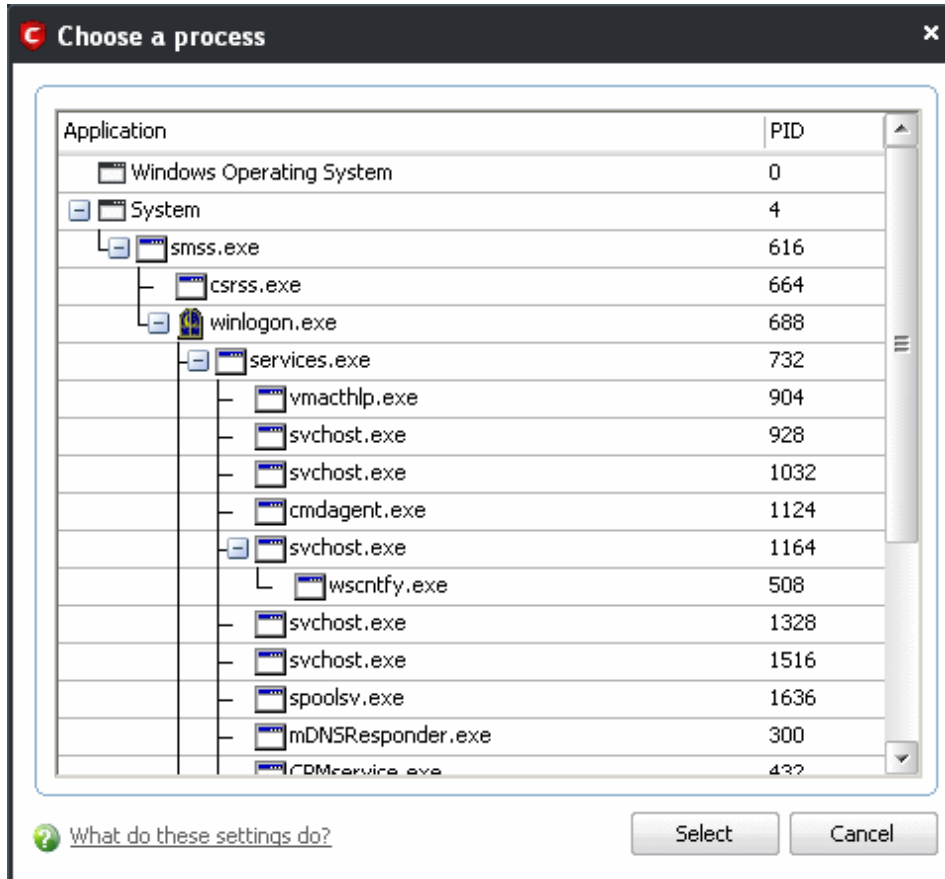 Choose a process
Application PID
Windows Operating System 0
System 4
smss.exe 616
csrss.exe 664
winlogon.exe 688
services.exe 732
vmacthlp.exe 904
svchost.exe 928
svchost.exe 1032
cmdagent.exe 1124
svchost.exe 1164
wscntfy.exe 508
svchost.exe 1328
svchost.exe 1516
spoolsv.exe 1636
mDNSResponder.exe 300
CPMservice.exe 432
What do these settings do? Select Cancel